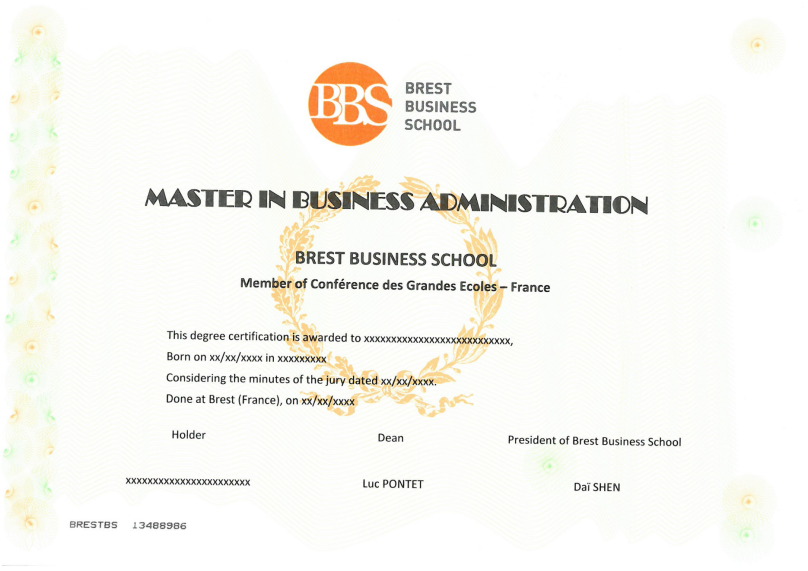 BBS
BREST
BUSINESS
SCHOOL
MASTER IN BUSINESS ADMINISTRATION
BREST BUSINESS SCHOOL
Member of Conférence des Grandes Ecoles – France
This degree certification is awarded to xxxxxxxxxxxxxxxxxxxxxxxxxxx,
Born on xx/xx/xxxx in xxxxxxxxx
Considering the minutes of the jury dated xx/xx/xxxx.
Done at Brest (France), on xx/xx/xxxx
Holder Dean President of Brest Business School
xxxxxxxxxxxxxxxxxxxxxxx Luc PONTET Daï SHEN
BRESTBS 13488986